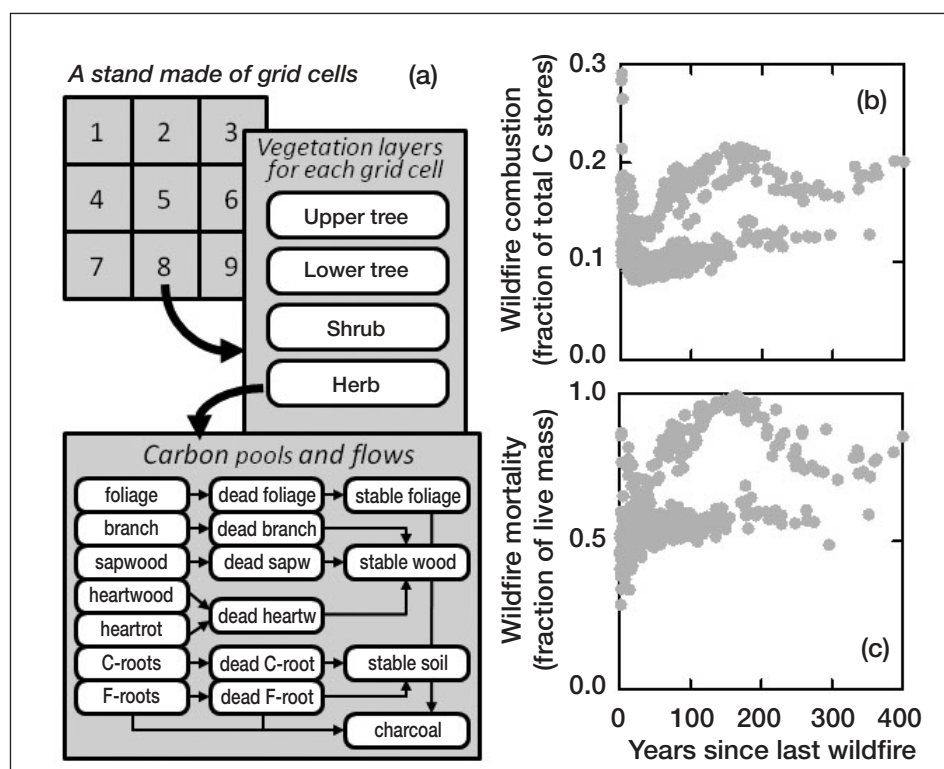 A stand made of grid cells
(a)
1 2 3
4 5 6
7 8 9
Vegetation layers
for each grid cell
Upper tree
Lower tree
Shrub
Herb
Carbon pools and flows
foliage dead foliage stable foliage
branch dead branch
sapwood dead sapw stable wood
heartwood
dead heartw
heartrot
C-roots dead C-root stable soil
F-roots dead F-root
charcoal
Wildfire combustion
(fraction of total C stores)
0.3
0.2
0.1
0.0
(b)
Wildfire mortality
(fraction of live mass)
1.0
0.5
0.0
(c)
0 100 200 300 400
Years since last wildfire